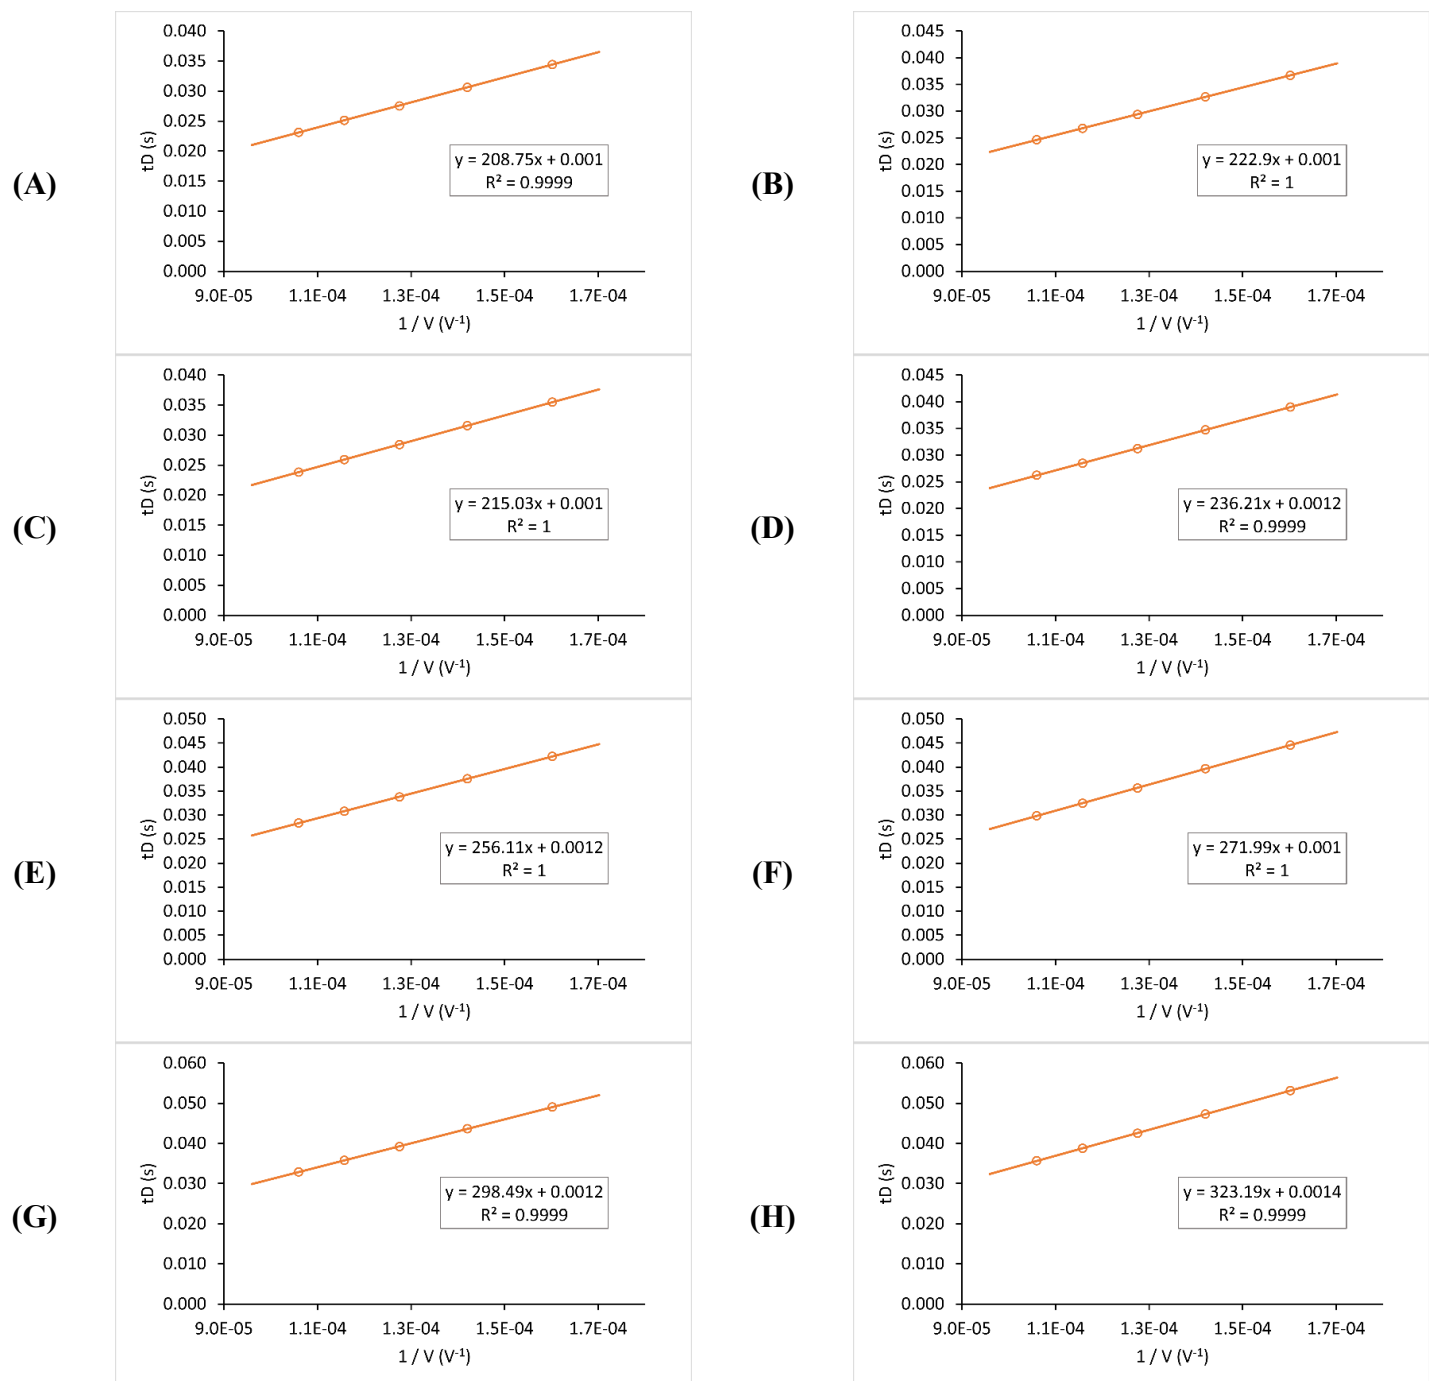 (A)
0.040
0.035
0.030
0.025
0.020
0.015
0.010
0.005
0.000
tD (s)
y = 208.75x + 0.001
R² = 0.9999
9.0E-05 1.1E-04 1.3E-04 1.5E-04 1.7E-04
1 / V (V⁻¹)
(B)
0.045
0.040
0.035
0.030
0.025
0.020
0.015
0.010
0.005
0.000
tD (s)
y = 222.9x + 0.001
R² = 1
9.0E-05 1.1E-04 1.3E-04 1.5E-04 1.7E-04
1 / V (V⁻¹)
(C)
0.040
0.035
0.030
0.025
0.020
0.015
0.010
0.005
0.000
tD (s)
y = 215.03x + 0.001
R² = 1
9.0E-05 1.1E-04 1.3E-04 1.5E-04 1.7E-04
1 / V (V⁻¹)
(D)
0.045
0.040
0.035
0.030
0.025
0.020
0.015
0.010
0.005
0.000
tD (s)
y = 236.21x + 0.0012
R² = 0.9999
9.0E-05 1.1E-04 1.3E-04 1.5E-04 1.7E-04
1 / V (V⁻¹)
(E)
0.050
0.045
0.040
0.035
0.030
0.025
0.020
0.015
0.010
0.005
0.000
tD (s)
y = 256.11x + 0.0012
R² = 1
9.0E-05 1.1E-04 1.3E-04 1.5E-04 1.7E-04
1 / V (V⁻¹)
(F)
0.050
0.045
0.040
0.035
0.030
0.025
0.020
0.015
0.010
0.005
0.000
tD (s)
y = 271.99x + 0.001
R² = 1
9.0E-05 1.1E-04 1.3E-04 1.5E-04 1.7E-04
1 / V (V⁻¹)
(G)
0.060
0.050
0.040
0.030
0.020
0.010
0.000
tD (s)
y = 298.49x + 0.0012
R² = 0.9999
9.0E-05 1.1E-04 1.3E-04 1.5E-04 1.7E-04
1 / V (V⁻¹)
(H)
0.060
0.050
0.040
0.030
0.020
0.010
0.000
tD (s)
y = 323.19x + 0.0014
R² = 0.9999
9.0E-05 1.1E-04 1.3E-04 1.5E-04 1.7E-04
1 / V (V⁻¹)